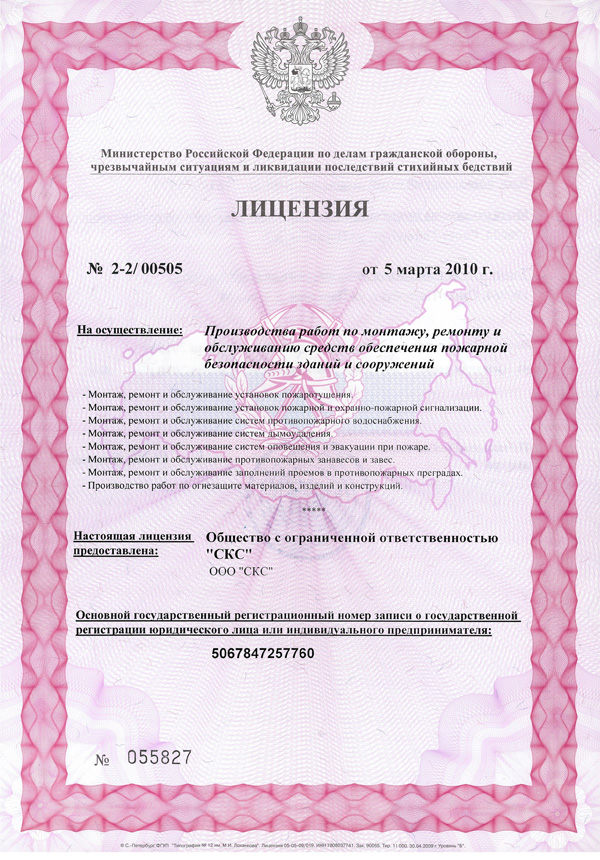 Министерство Российской Федерации по делам гражданской обороны,
чрезвычайным ситуациям и ликвидации последствий стихийных бедствий
ЛИЦЕНЗИЯ
№ 2-2/ 00505 от 5 марта 2010 г.
На осуществление: Производства работ по монтажу, ремонту и
обслуживанию средств обеспечения пожарной
безопасности зданий и сооружений
- Монтаж, ремонт и обслуживание установок пожаротушения.
- Монтаж, ремонт и обслуживание установок пожарной и охранно-пожарной сигнализации.
- Монтаж, ремонт и обслуживание систем противопожарного водоснабжения.
- Монтаж, ремонт и обслуживание систем дымоудаления.
- Монтаж, ремонт и обслуживание систем оповещения и эвакуации при пожаре.
- Монтаж, ремонт и обслуживание противопожарных занавесов и завес.
- Монтаж, ремонт и обслуживание заполнений проемов в противопожарных преградах.
- Производство работ по огнезащите материалов, изделий и конструкций.
*****
Настоящая лицензия Общество с ограниченной ответственностью
предоставлена: "СКС"
ООО "СКС"
Основной государственный регистрационный номер записи о государственной
регистрации юридического лица или индивидуального предпринимателя:
5067847257760
№ 055827
© С.-Петербург ФГУП "Типография № 12 им. М.И. Лоханкова". Лицензия 05-05-09/ Зак. 90055. Тир. 11 000. 30.04.2009 г. Уровень "Б".